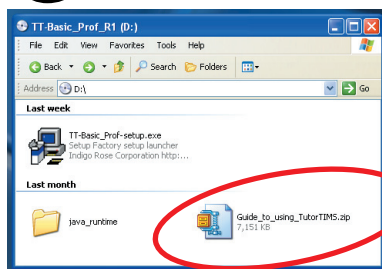 TT-Basic_Prof_R1 (D:)
File Edit View Favorites Tools Help
Back Search Folders
Address D:\ Go
Last week
TT-Basic_Prof-setup.exe
Setup Factory setup launcher
Indigo Rose Corporation http:...
Last month
java_runtime
Guide_to_using_TutorTIMS.zip
7,151 KB